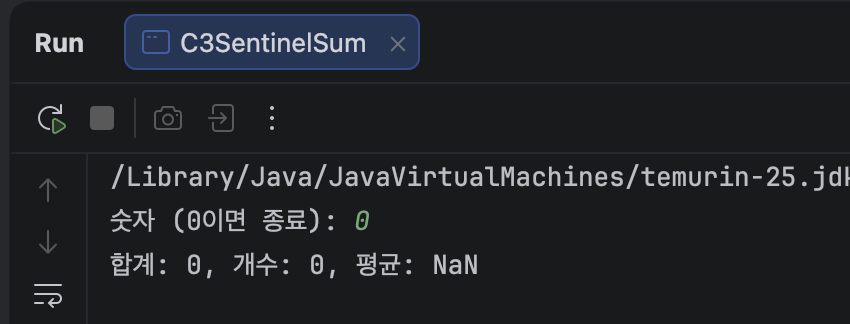 Run
C3SentinelSum
/Library/Java/JavaVirtualMachines/temurin-25.jd
숫자 (0이면 종료): 0
합계: 0, 개수: 0, 평균: NaN